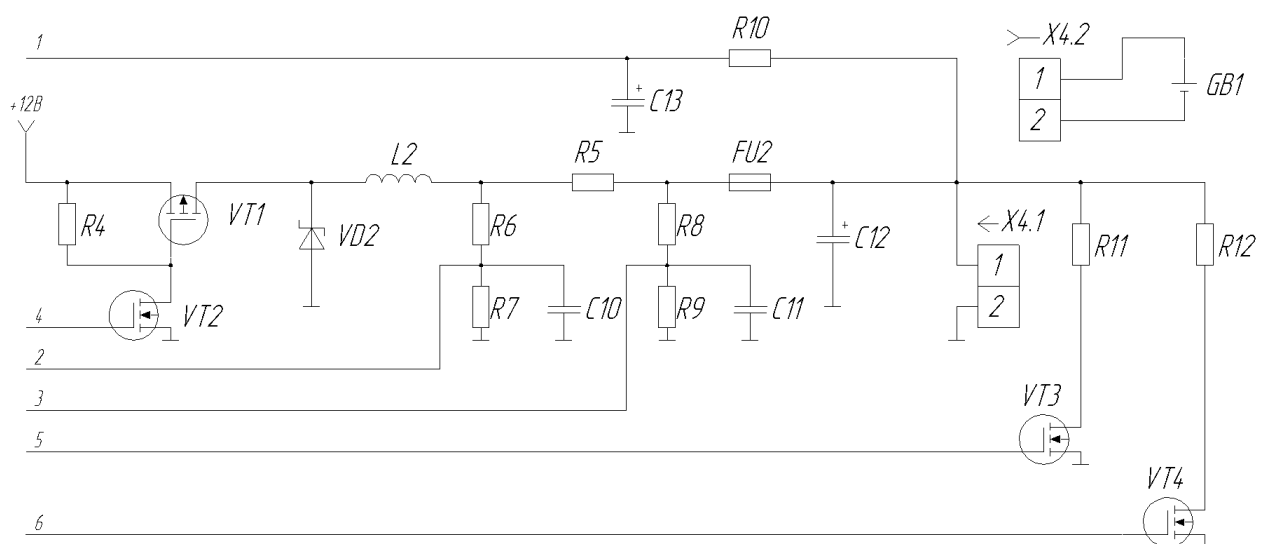 1
R10
X4.2
1
2
GB1
+12В
C13
L2
R5
FU2
R4
VT1
VD2
R6
R8
C12
X4.1
1
2
R11
R12
4
VT2
R7
C10
R9
C11
2
3
VT3
5
VT4
6